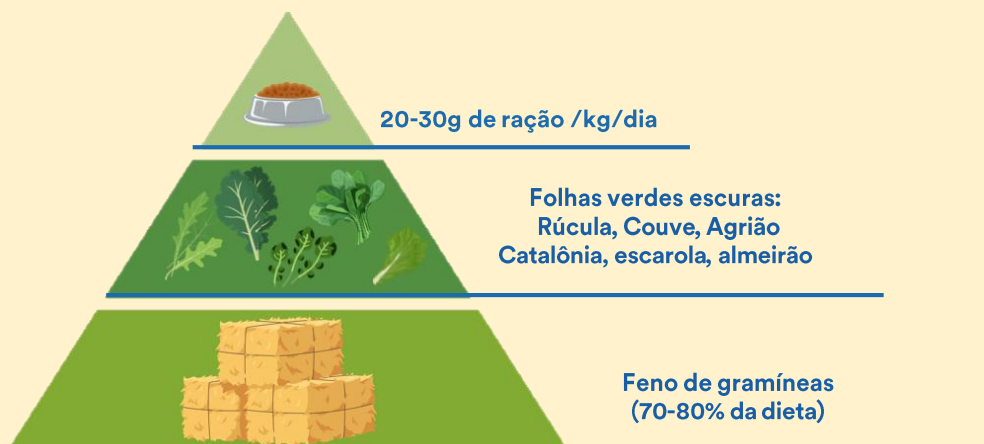 20-30g de ração /kg/dia
Folhas verdes escuras:
Rúcula, Couve, Agrião
Catalônia, escarola, almeirão
Feno de gramíneas
(70-80% da dieta)